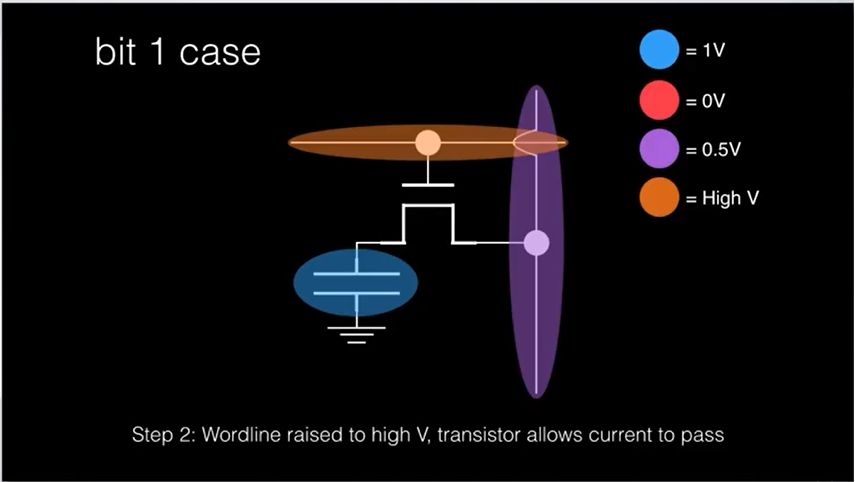 bit 1 case
= 1V
= 0V
= 0.5V
= High V
Step 2: Wordline raised to high V, transistor allows current to pass